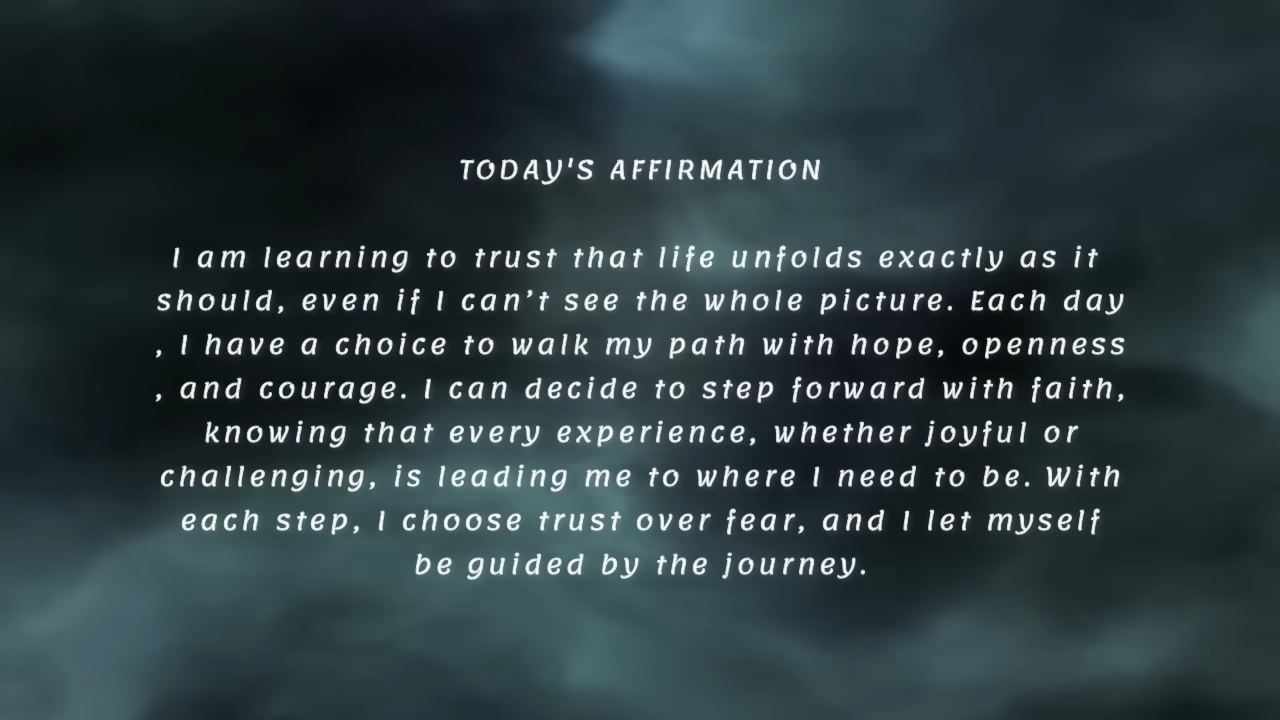 TODAY'S AFFIRMATION
I am learning to trust that life unfolds exactly as it
should, even if I can’t see the whole picture. Each day
, I have a choice to walk my path with hope, openness
, and courage. I can decide to step forward with faith,
knowing that every experience, whether joyful or
challenging, is leading me to where I need to be. With
each step, I choose trust over fear, and I let myself
be guided by the journey.